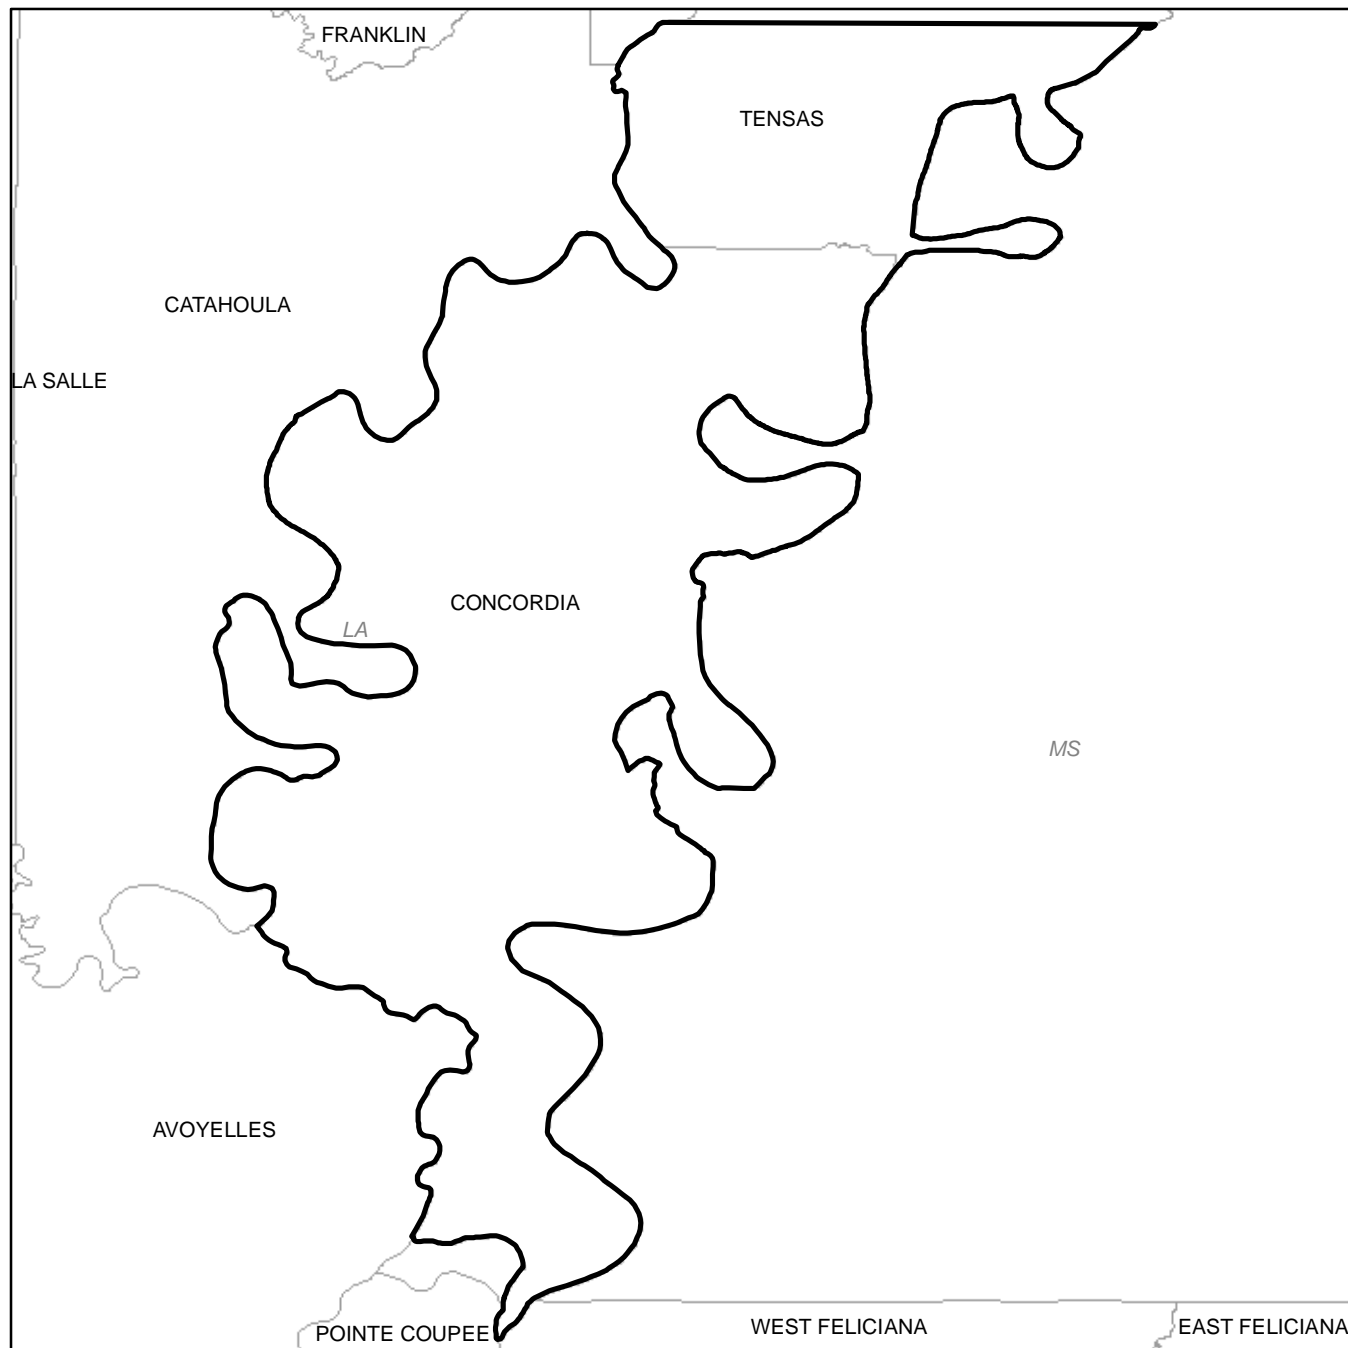 FRANKLIN
TENSAS
CATAHOULA
LA SALLE
CONCORDIA
LA
MS
AVOYELLES
POINTE COUPEE
WEST FELICIANA
EAST FELICIANA